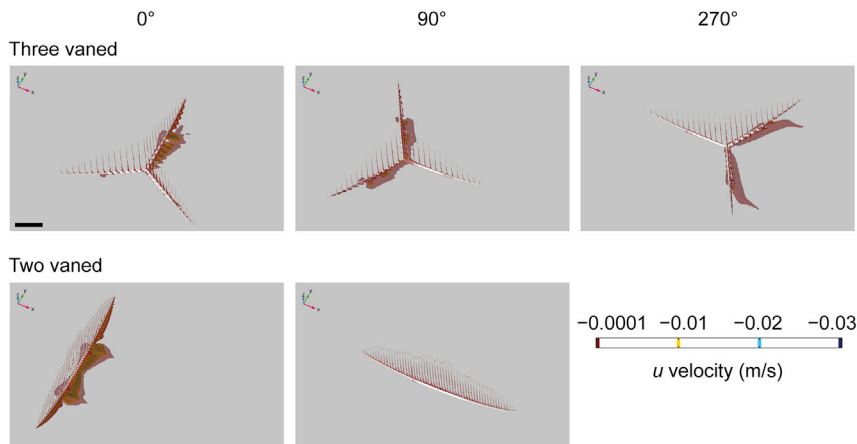 0° 90° 270°
Three vaned
y
x
y
x
y
x
Two vaned
y
x
y
x
−0.0001 −0.01 −0.02 −0.03
u velocity (m/s)